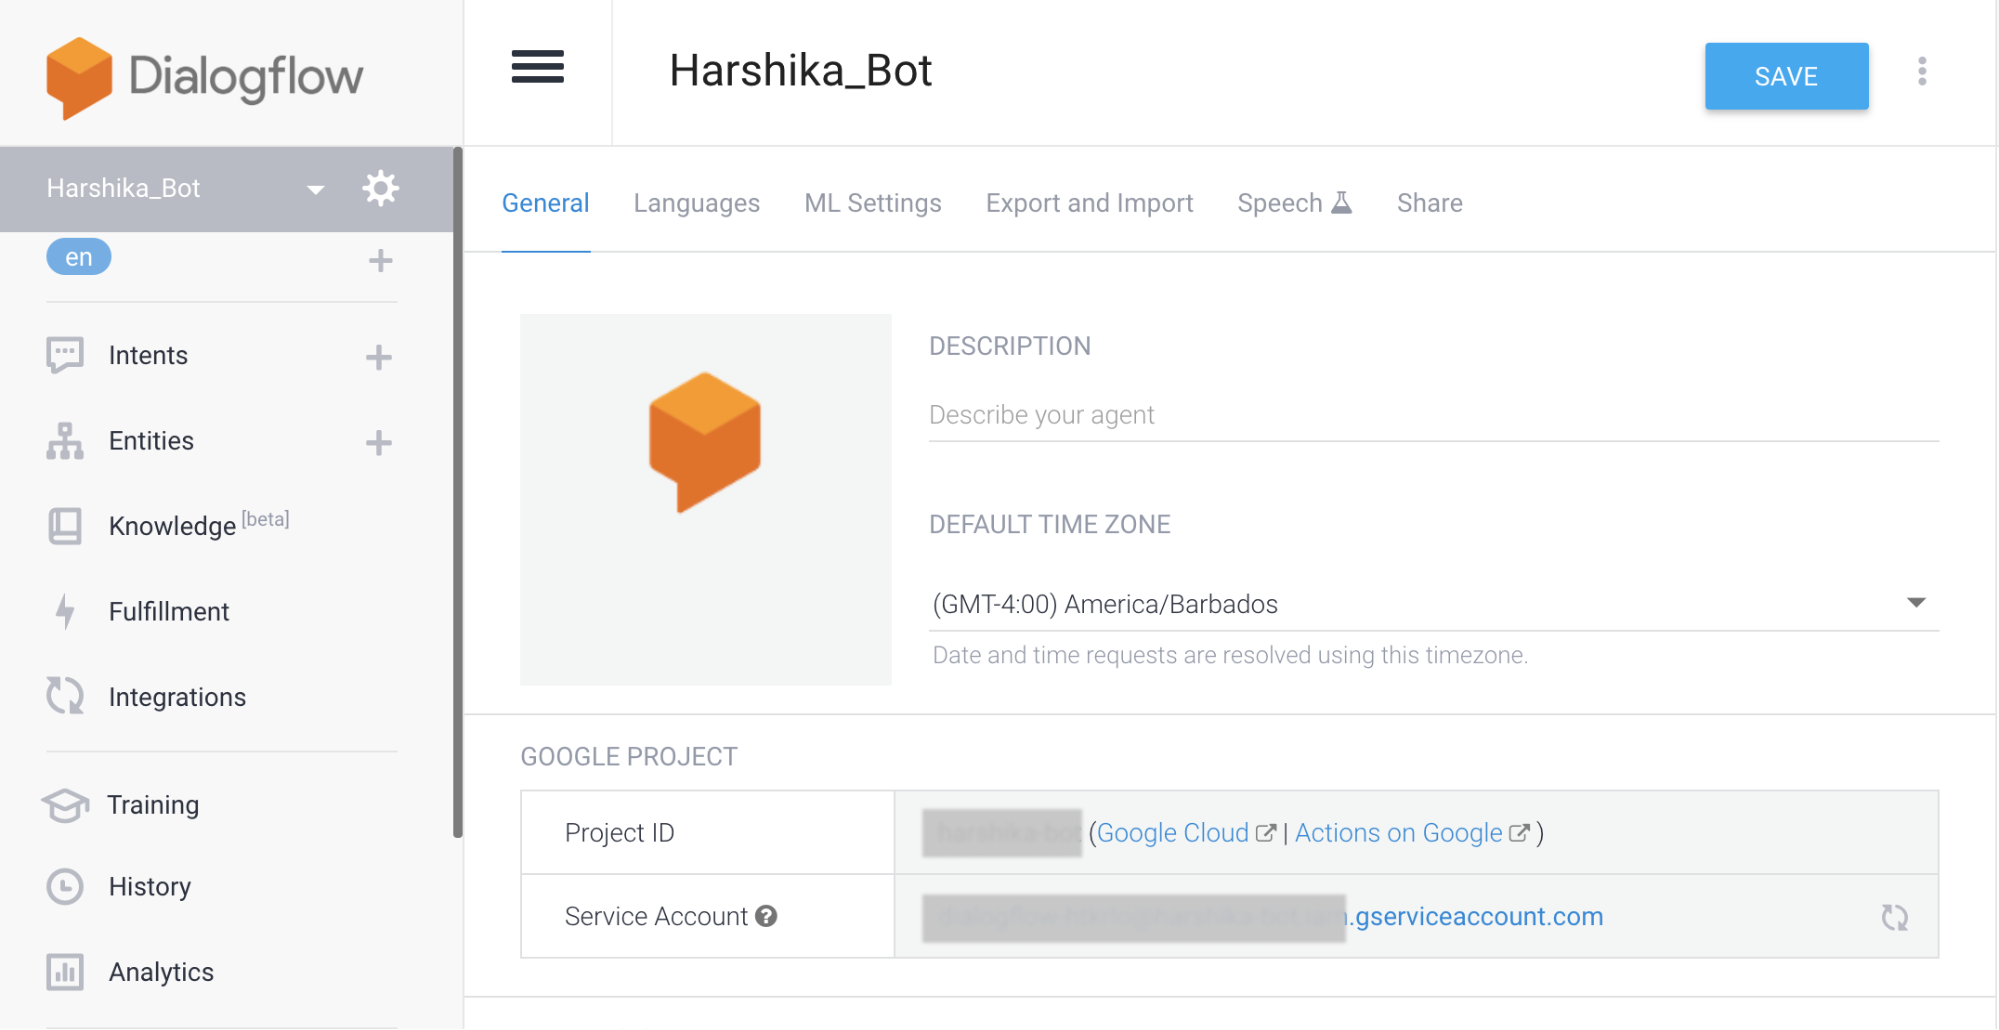 Dialogflow
Harshika_Bot
SAVE
Harshika_Bot
en
Intents
Entities
Knowledge [beta]
Fulfillment
Integrations
Training
History
Analytics
General Languages ML Settings Export and Import Speech Share
DESCRIPTION
Describe your agent
DEFAULT TIME ZONE
(GMT-4:00) America/Barbados
Date and time requests are resolved using this timezone.
GOOGLE PROJECT
Project ID (Google Cloud | Actions on Google )
Service Account .gserviceaccount.com